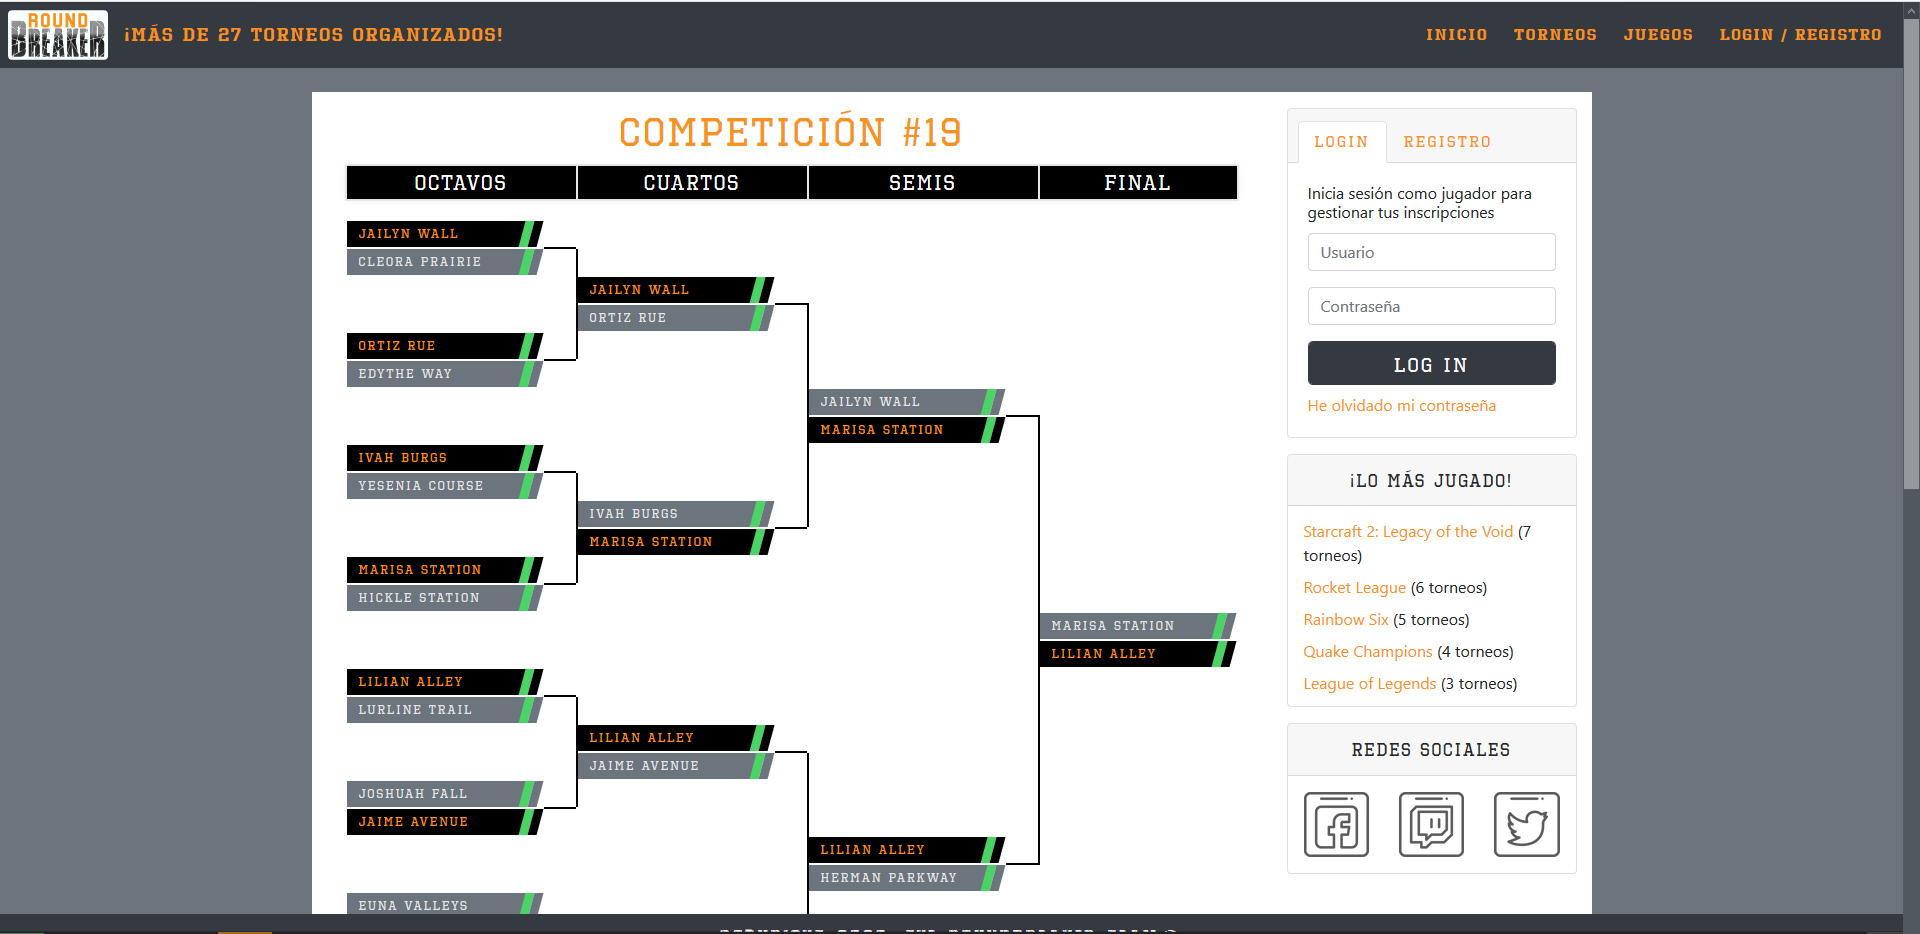 ROUND
BREAKER
¡MÁS DE 27 TORNEOS ORGANIZADOS!
INICIO
TORNEOS
JUEGOS
LOGIN / REGISTRO
COMPETICIÓN #19
OCTAVOS
CUARTOS
SEMIS
FINAL
JAILYN WALL
CLEORA PRAIRIE
ORTIZ RUE
EDYTHE WAY
IVAH BURGS
YESENIA COURSE
MARISA STATION
HICKLE STATION
LILIAN ALLEY
LURLINE TRAIL
JOSHUAH FALL
JAIME AVENUE
EUNA VALLEYS
JAILYN WALL
ORTIZ RUE
IVAH BURGS
MARISA STATION
LILIAN ALLEY
JAIME AVENUE
JAILYN WALL
MARISA STATION
LILIAN ALLEY
HERMAN PARKWAY
MARISA STATION
LILIAN ALLEY
LOGIN
REGISTRO
Inicia sesión como jugador para
gestionar tus inscripciones
Usuario
Contraseña
LOG IN
He olvidado mi contraseña
¡LO MÁS JUGADO!
Starcraft 2: Legacy of the Void (7
torneos)
Rocket League (6 torneos)
Rainbow Six (5 torneos)
Quake Champions (4 torneos)
League of Legends (3 torneos)
REDES SOCIALES